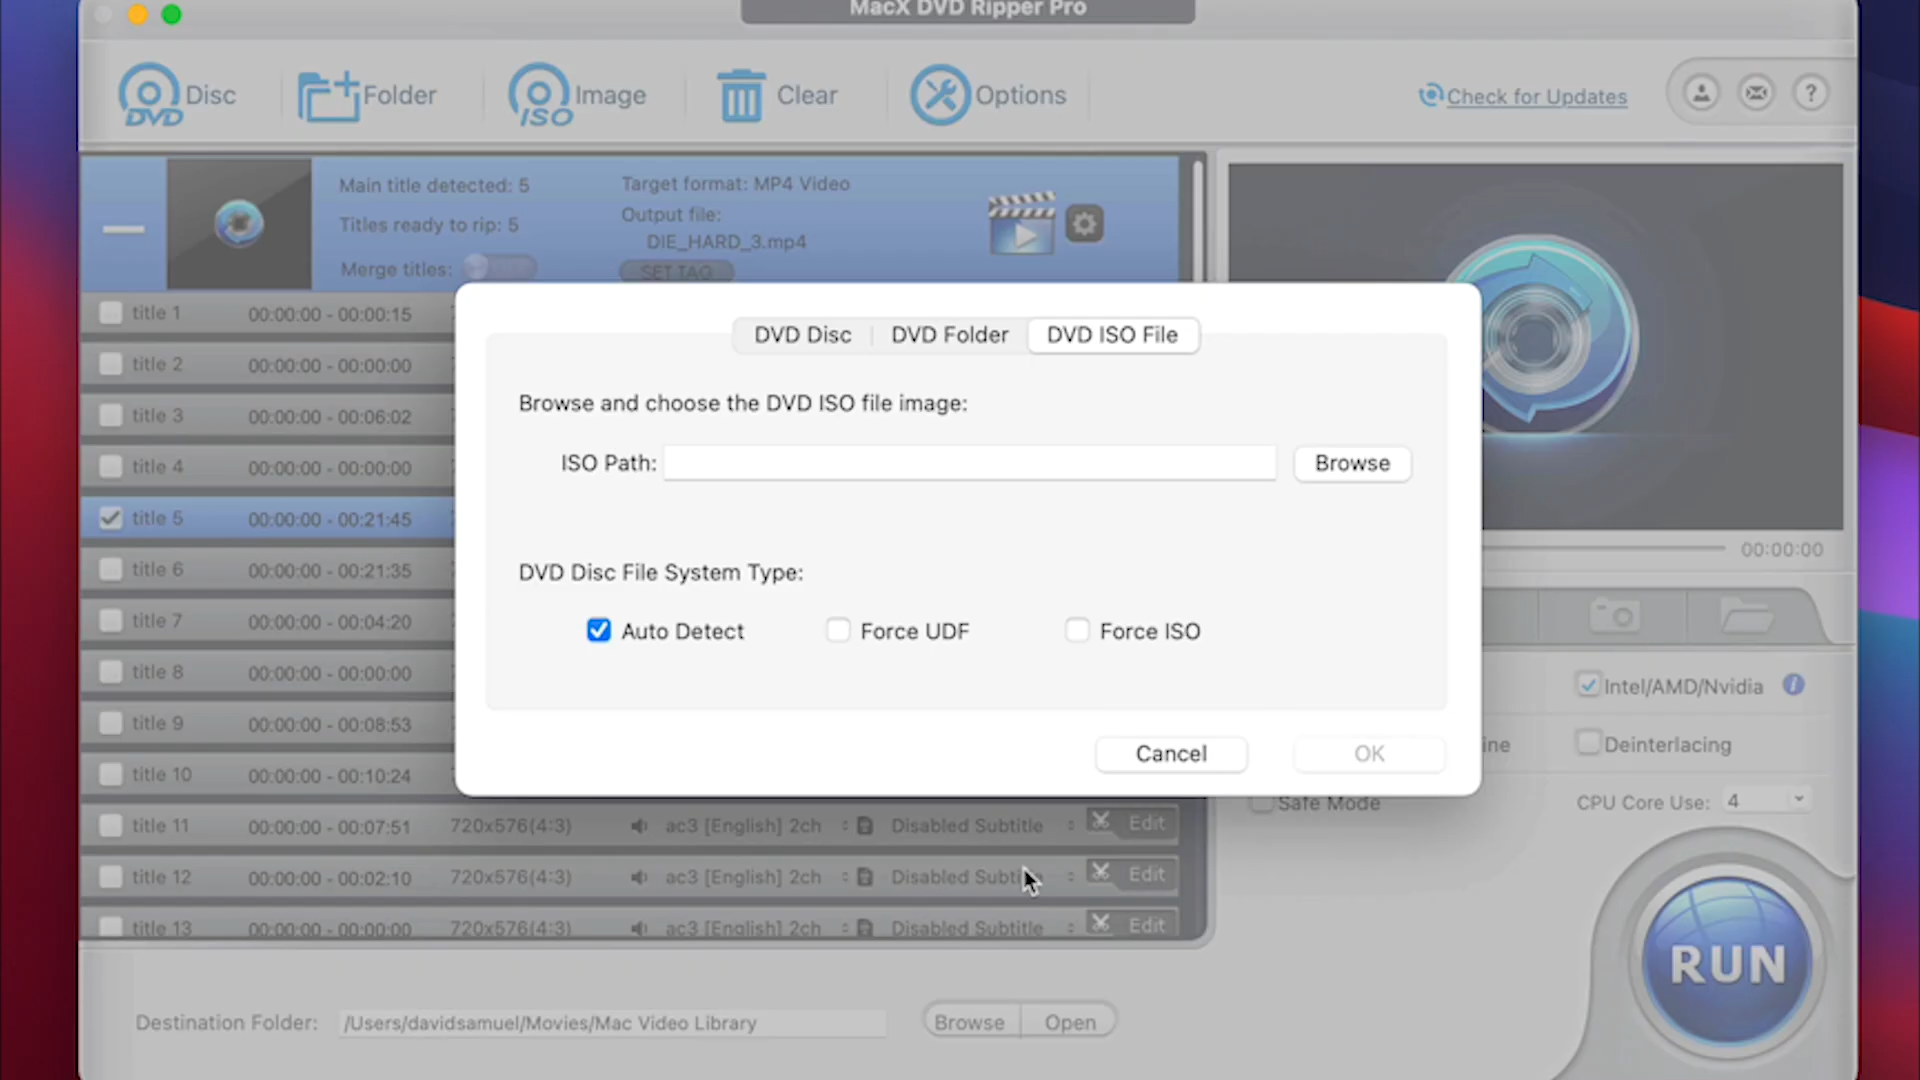 MacX DVD Ripper Pro
DVD Disc
Folder
ISO Image
Clear
Options
Check for Updates
?
Main title detected: 5
Titles ready to rip: 5
Merge titles:
Target format: MP4 Video
Output file:
DIE_HARD_3.mp4
SET TAG
title 1 00:00:00 - 00:00:15
title 2 00:00:00 - 00:00:00
title 3 00:00:00 - 00:06:02
title 4 00:00:00 - 00:00:00
title 5 00:00:00 - 00:21:45
title 6 00:00:00 - 00:21:35
title 7 00:00:00 - 00:04:20
title 8 00:00:00 - 00:00:00
title 9 00:00:00 - 00:08:53
title 10 00:00:00 - 00:10:24
title 11 00:00:00 - 00:07:51 720x576(4:3) ac3 [English] 2ch Disabled Subtitle Edit
title 12 00:00:00 - 00:02:10 720x576(4:3) ac3 [English] 2ch Disabled Edit
title 13 00:00:00 - 00:00:00 720x576(4:3) ac3 [English] 2ch Disabled Subtitle Edit
DVD Disc DVD Folder DVD ISO File
Browse and choose the DVD ISO file image:
ISO Path: Browse
DVD Disc File System Type:
Auto Detect Force UDF Force ISO
Cancel OK
00:00:00
Intel/AMD/Nvidia i
Deinterlacing
Safe Mode
CPU Core Use: 4
RUN
Destination Folder: /Users/davidsamuel/Movies/Mac Video Library Browse Open